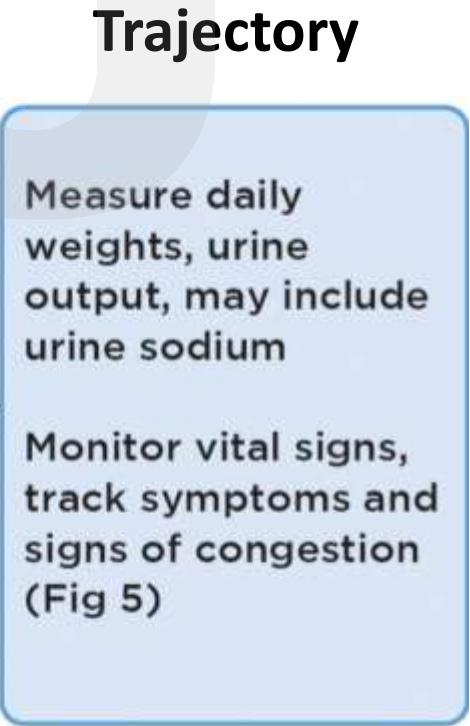 Trajectory
Measure daily
weights, urine
output, may include
urine sodium
Monitor vital signs,
track symptoms and
signs of congestion
(Fig 5)